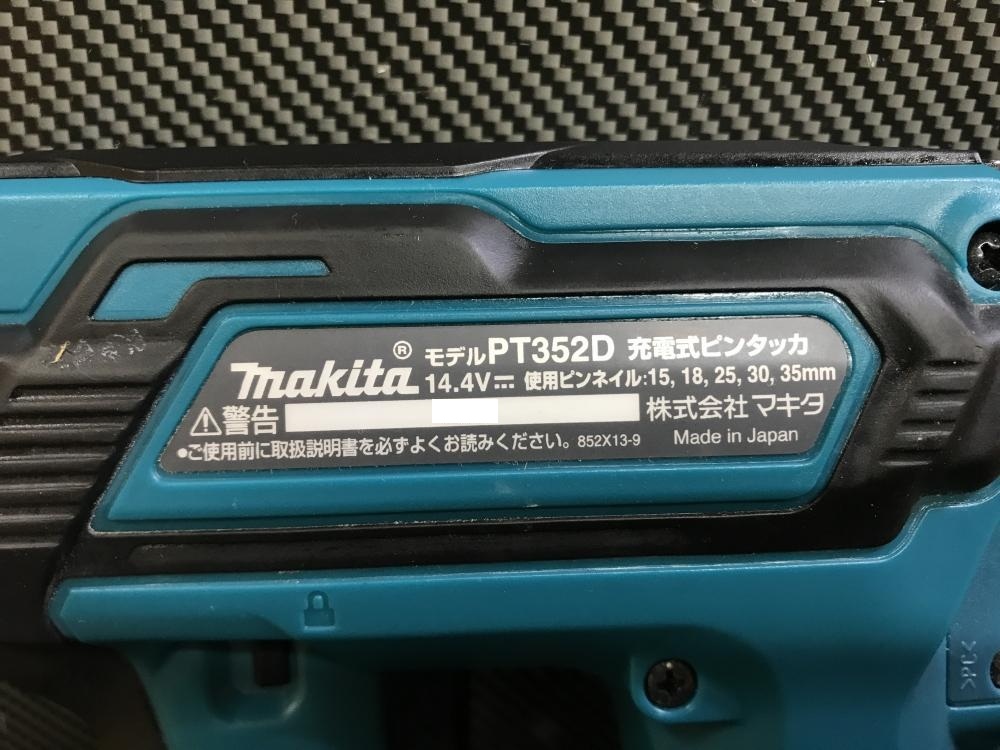 makita® モデルPT352D 充電式ピンタッカ
14.4V⎓ 使用ピンネイル:15, 18, 25, 30, 35mm
⚠警告 株式会社 マキタ
•ご使用前に取扱説明書を必ずよくお読みください。 852X13-9 Made in Japan
>PC<